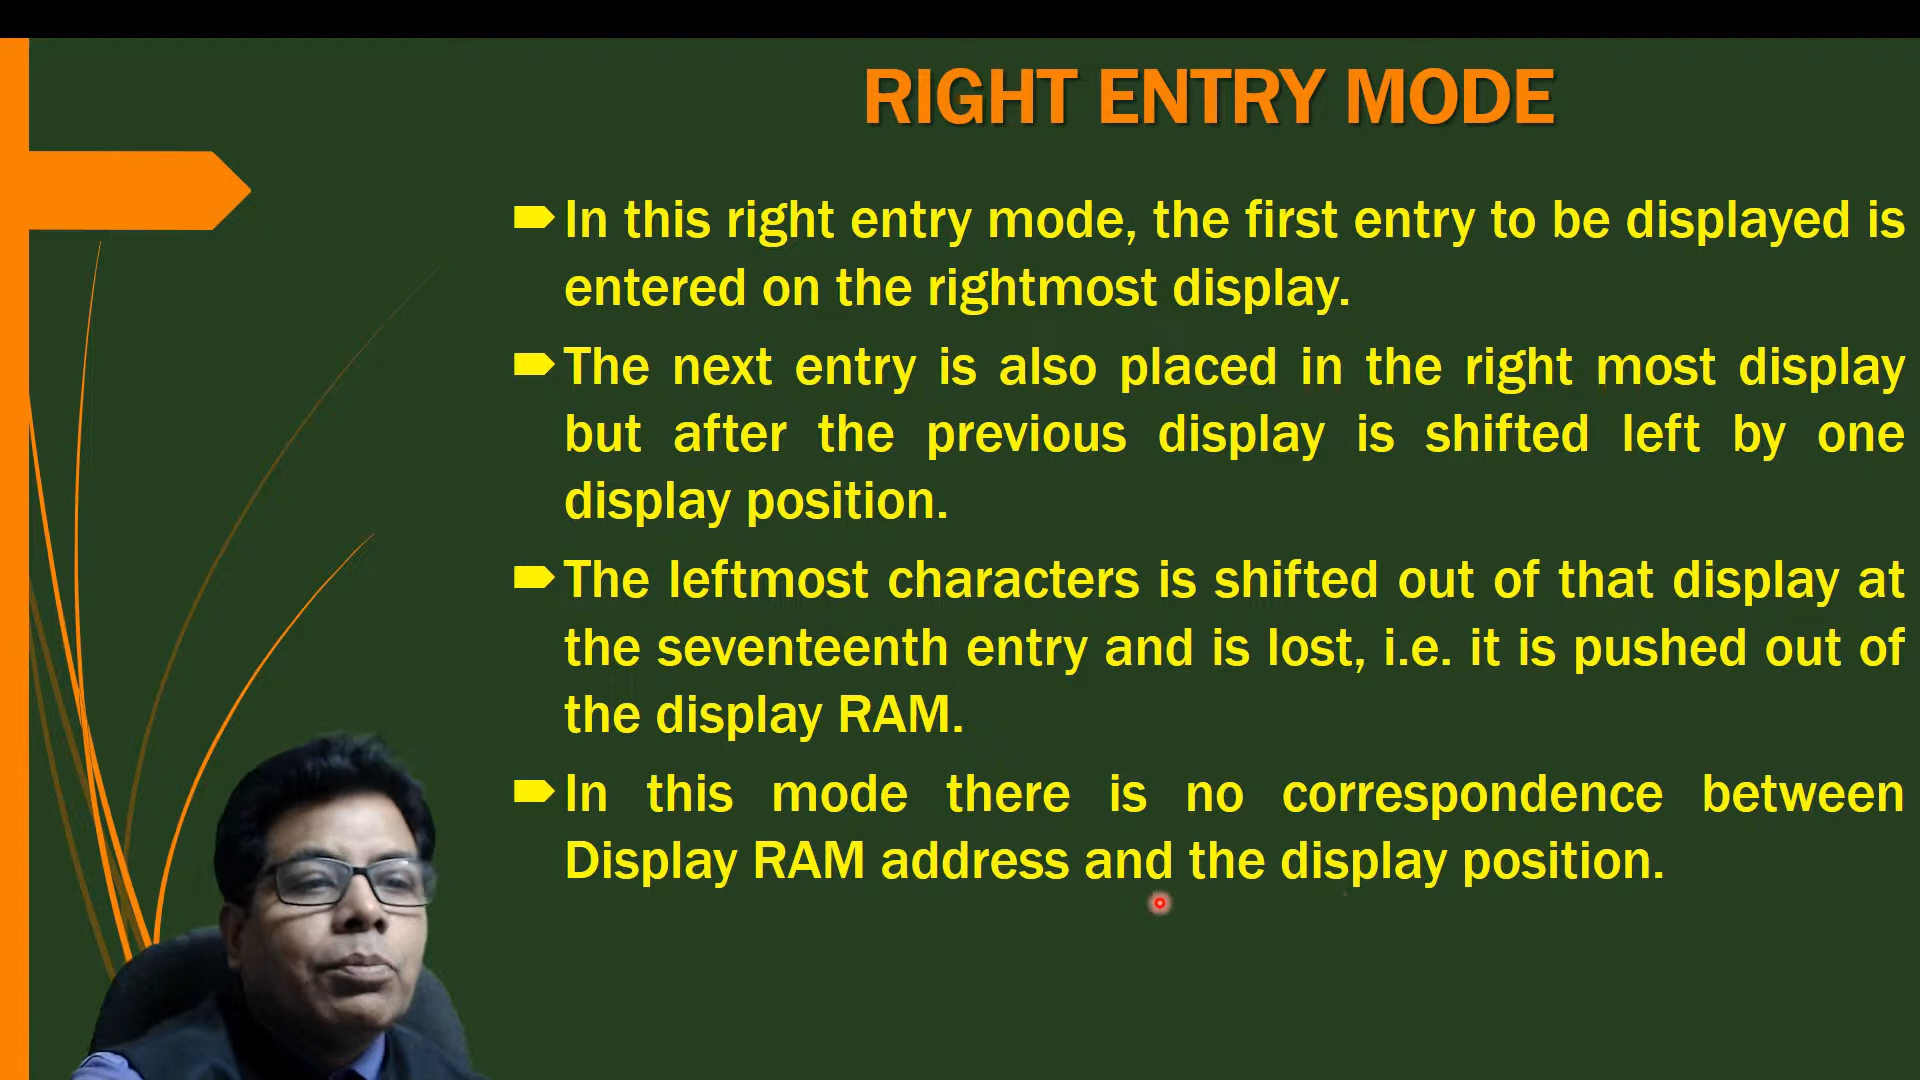 RIGHT ENTRY MODE
In this right entry mode, the first entry to be displayed is
entered on the rightmost display.
The next entry is also placed in the right most display
but after the previous display is shifted left by one
display position.
The leftmost characters is shifted out of that display at
the seventeenth entry and is lost, i.e. it is pushed out of
the display RAM.
In this mode there is no correspondence between
Display RAM address and the display position.